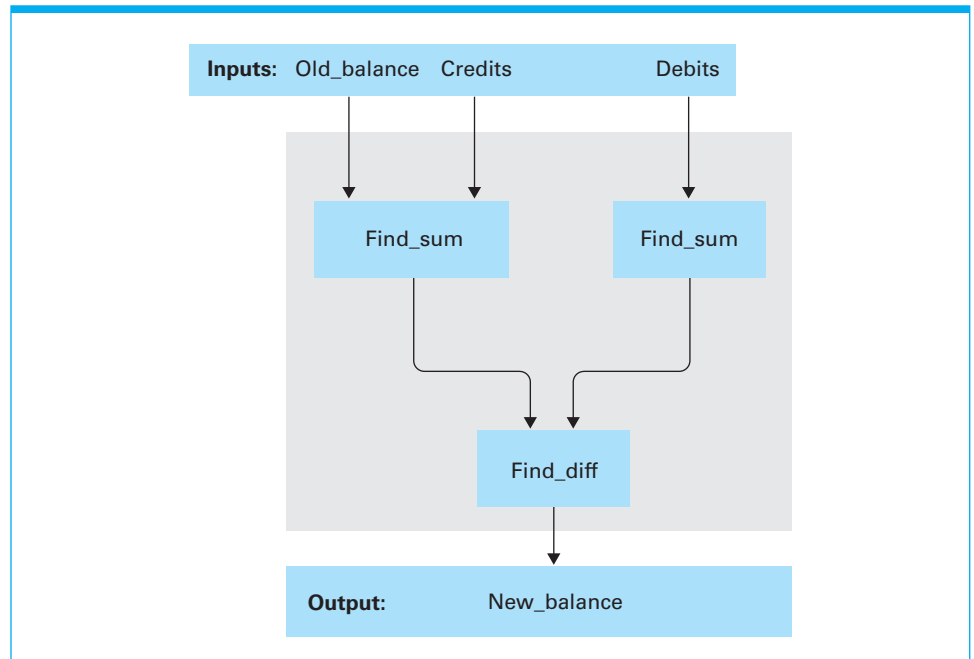 Inputs: Old_balance Credits Debits
Find_sum Find_sum
Find_diff
Output: New_balance